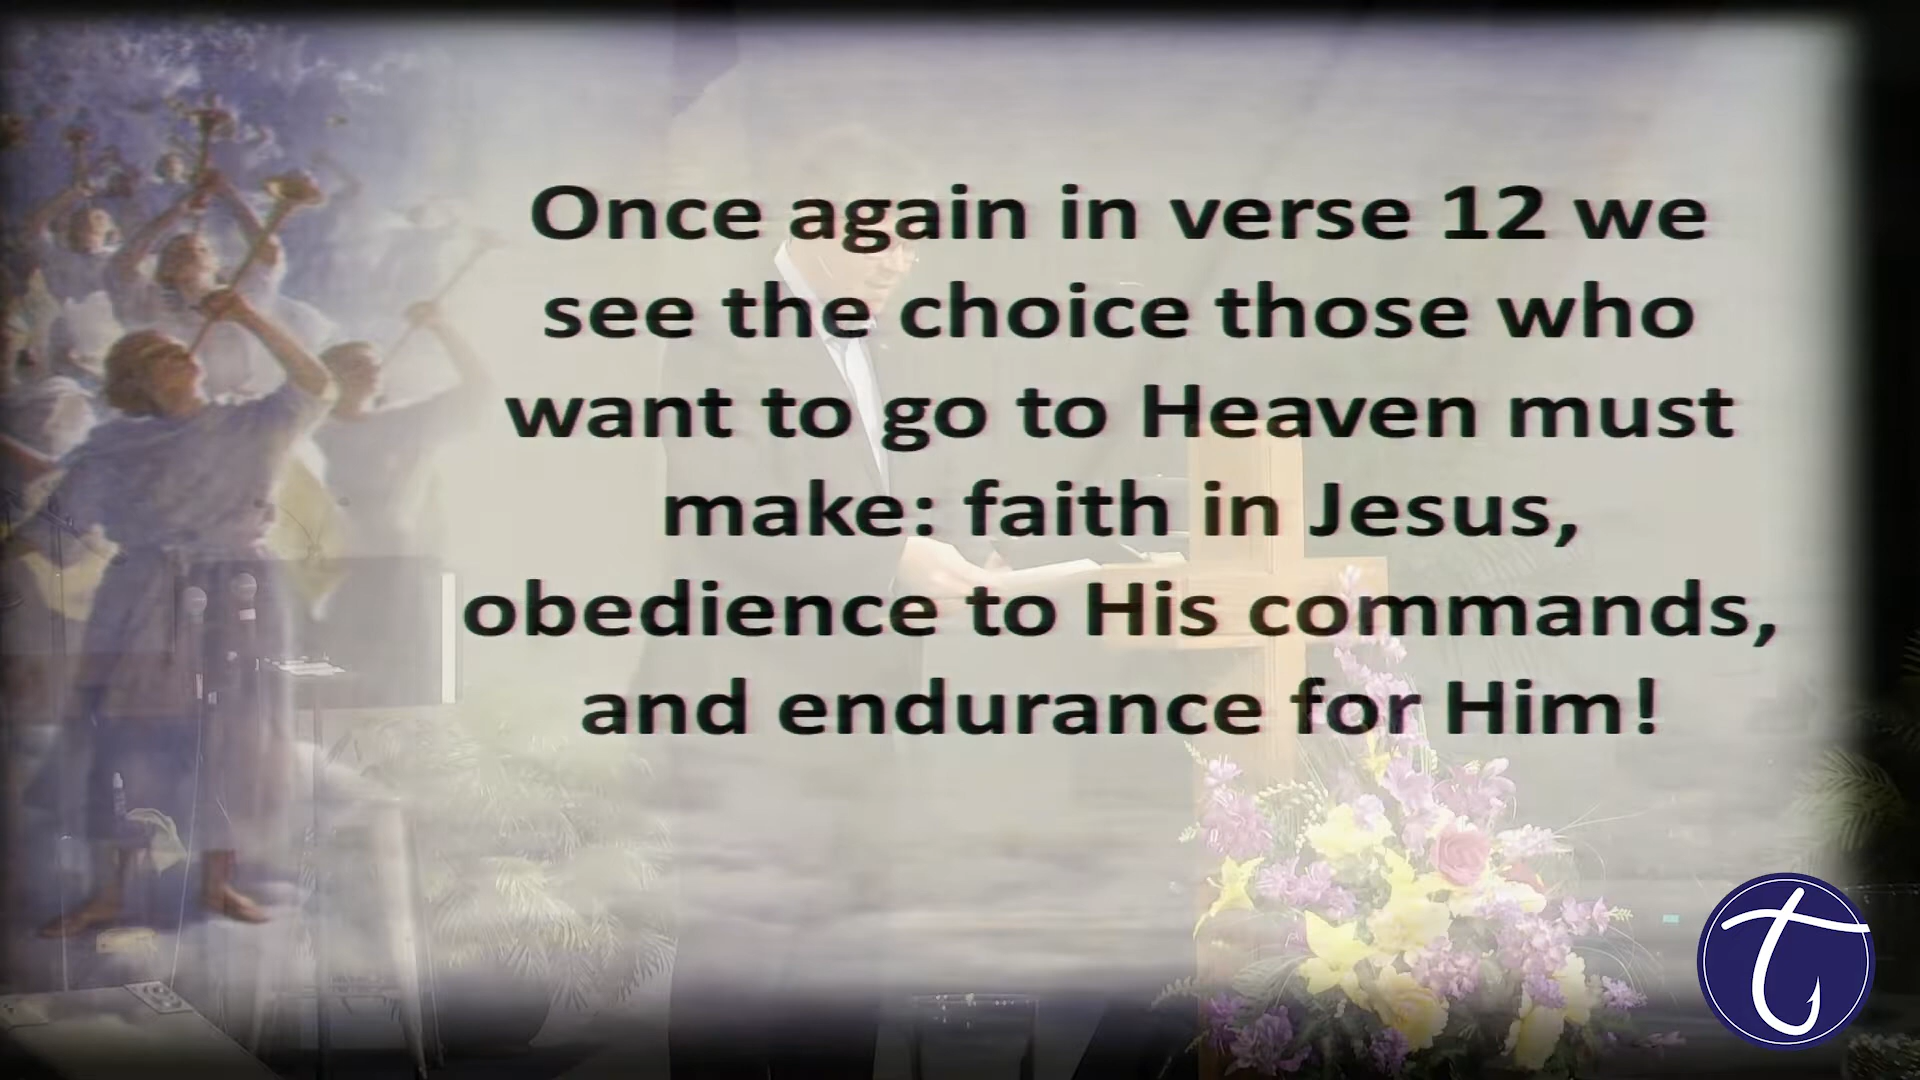 Once again in verse 12 we
see the choice those who
want to go to Heaven must
make: faith in Jesus,
obedience to His commands,
and endurance for Him!